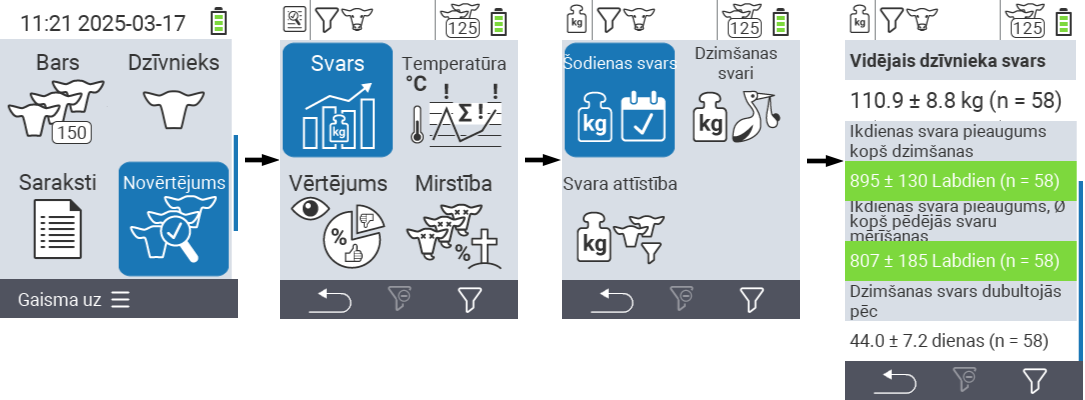 11:21 2025-03-17
Bars
Dzīvnieks
150
Saraksti
Novērtējums
Gaisma uz
125
Svars
Temperatūra
°C
!
!
Σ!
kg
Vērtējums
Mirstība
%
%
kg
125
Šodienas svars
Dzimšanas
svari
kg
kg
Svara attīstība
kg
kg
125
Vidējais dzīvnieka svars
110.9 ± 8.8 kg (n = 58)
Ikdienas svara pieaugums
kopš dzimšanas
895 ± 130 Labdien (n = 58)
Ikdienas svara pieaugums, Ø
kopš pēdējās svaru
mērīšanas
807 ± 185 Labdien (n = 58)
Dzimšanas svars dubultojās
pēc
44.0 ± 7.2 dienas (n = 58)